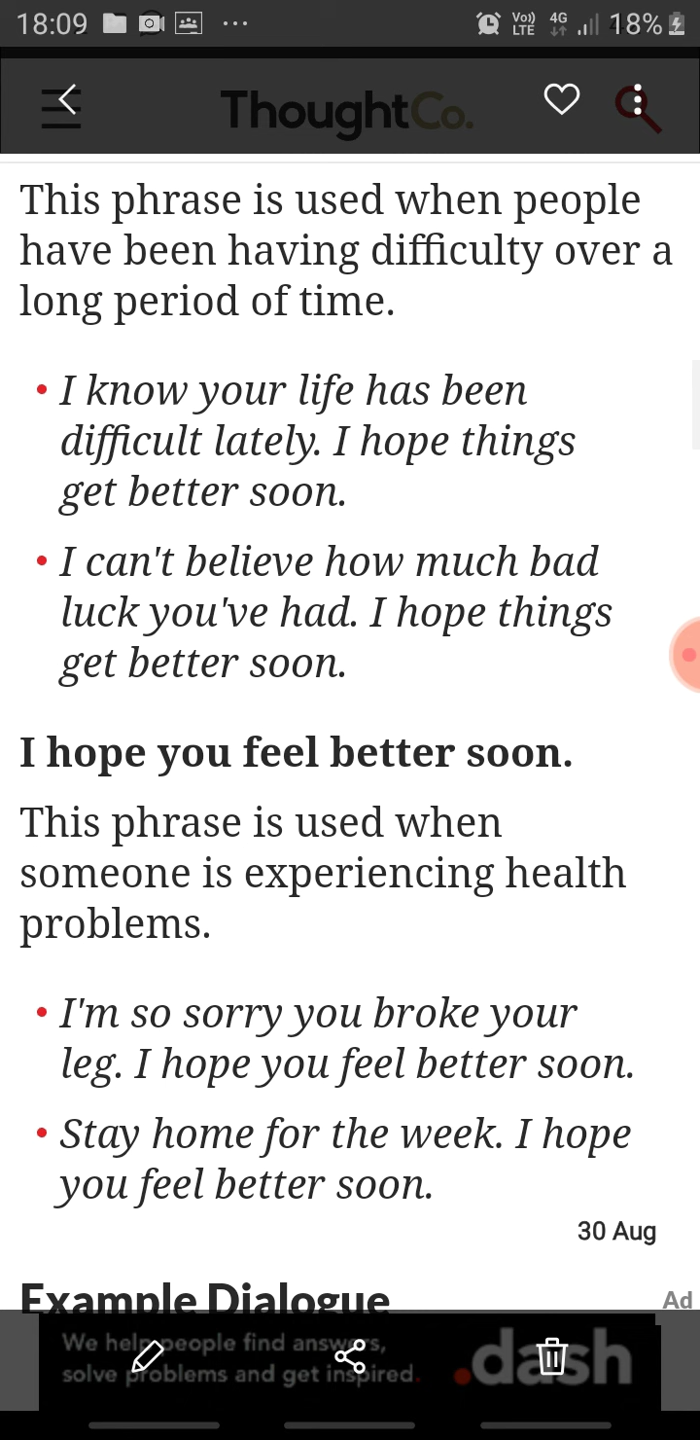 18:09 ... Vo)) LTE 4G 18%
ThoughtCo.
This phrase is used when people
have been having difficulty over a
long period of time.
• I know your life has been
difficult lately. I hope things
get better soon.
• I can't believe how much bad
luck you've had. I hope things
get better soon.
I hope you feel better soon.
This phrase is used when
someone is experiencing health
problems.
• I'm so sorry you broke your
leg. I hope you feel better soon.
• Stay home for the week. I hope
you feel better soon.
30 Aug
Example Dialogue
Ad
We help people find answers,
solve problems and get inspired.
.dash